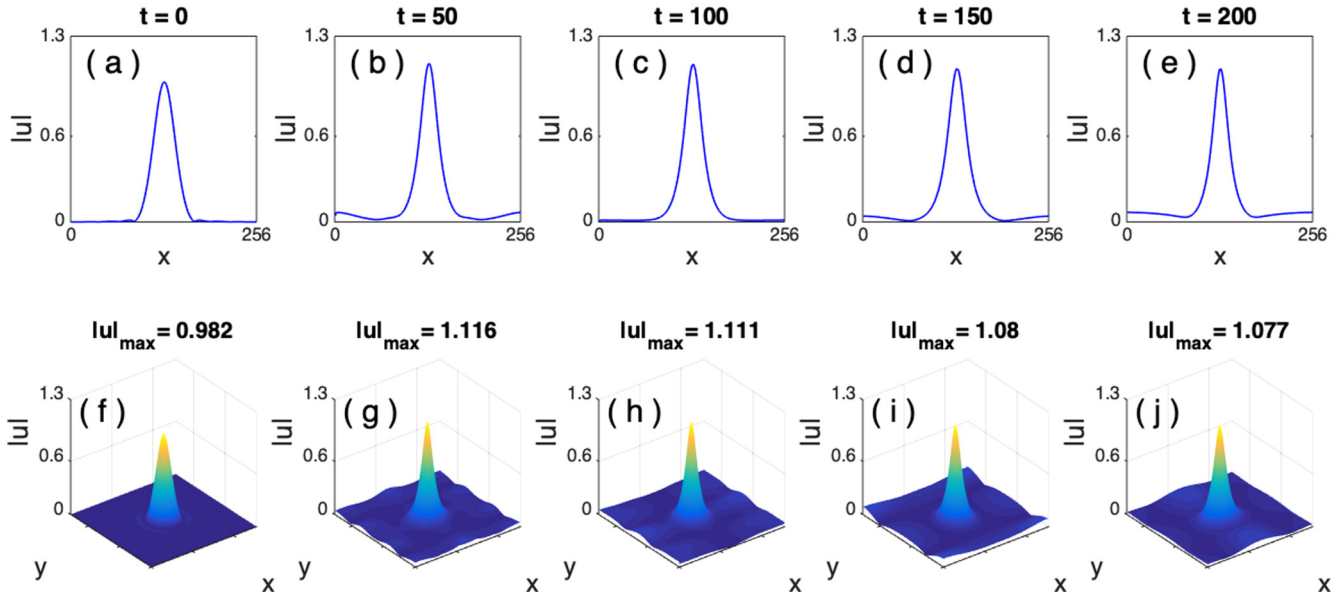 t = 0
t = 50
t = 100
t = 150
t = 200
1.3
( a )
|u|
0.6
0
0
256
x
1.3
( b )
|u|
0.6
0
0
256
x
1.3
( c )
|u|
0.6
0
0
256
x
1.3
( d )
|u|
0.6
0
0
256
x
1.3
( e )
|u|
0.6
0
0
256
x
|u|max = 0.982
|u|max = 1.116
|u|max = 1.111
|u|max = 1.08
|u|max = 1.077
1.3
( f )
|u|
0.6
0
y
x
1.3
( g )
|u|
0.6
0
y
x
1.3
( h )
|u|
0.6
0
y
x
1.3
( i )
|u|
0.6
0
y
x
1.3
( j )
|u|
0.6
0
y
x